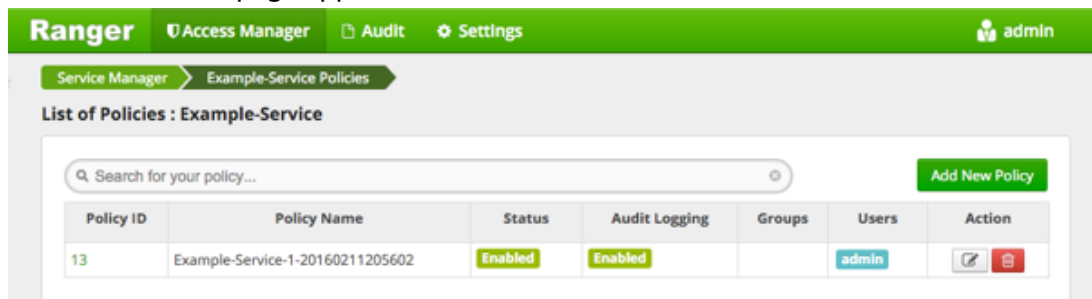 Ranger Access Manager Audit Settings admin
Service Manager Example-Service Policies
List of Policies : Example-Service
Search for your policy... Add New Policy
Policy ID Policy Name Status Audit Logging Groups Users Action
13 Example-Service-1-20160211205602 Enabled Enabled admin